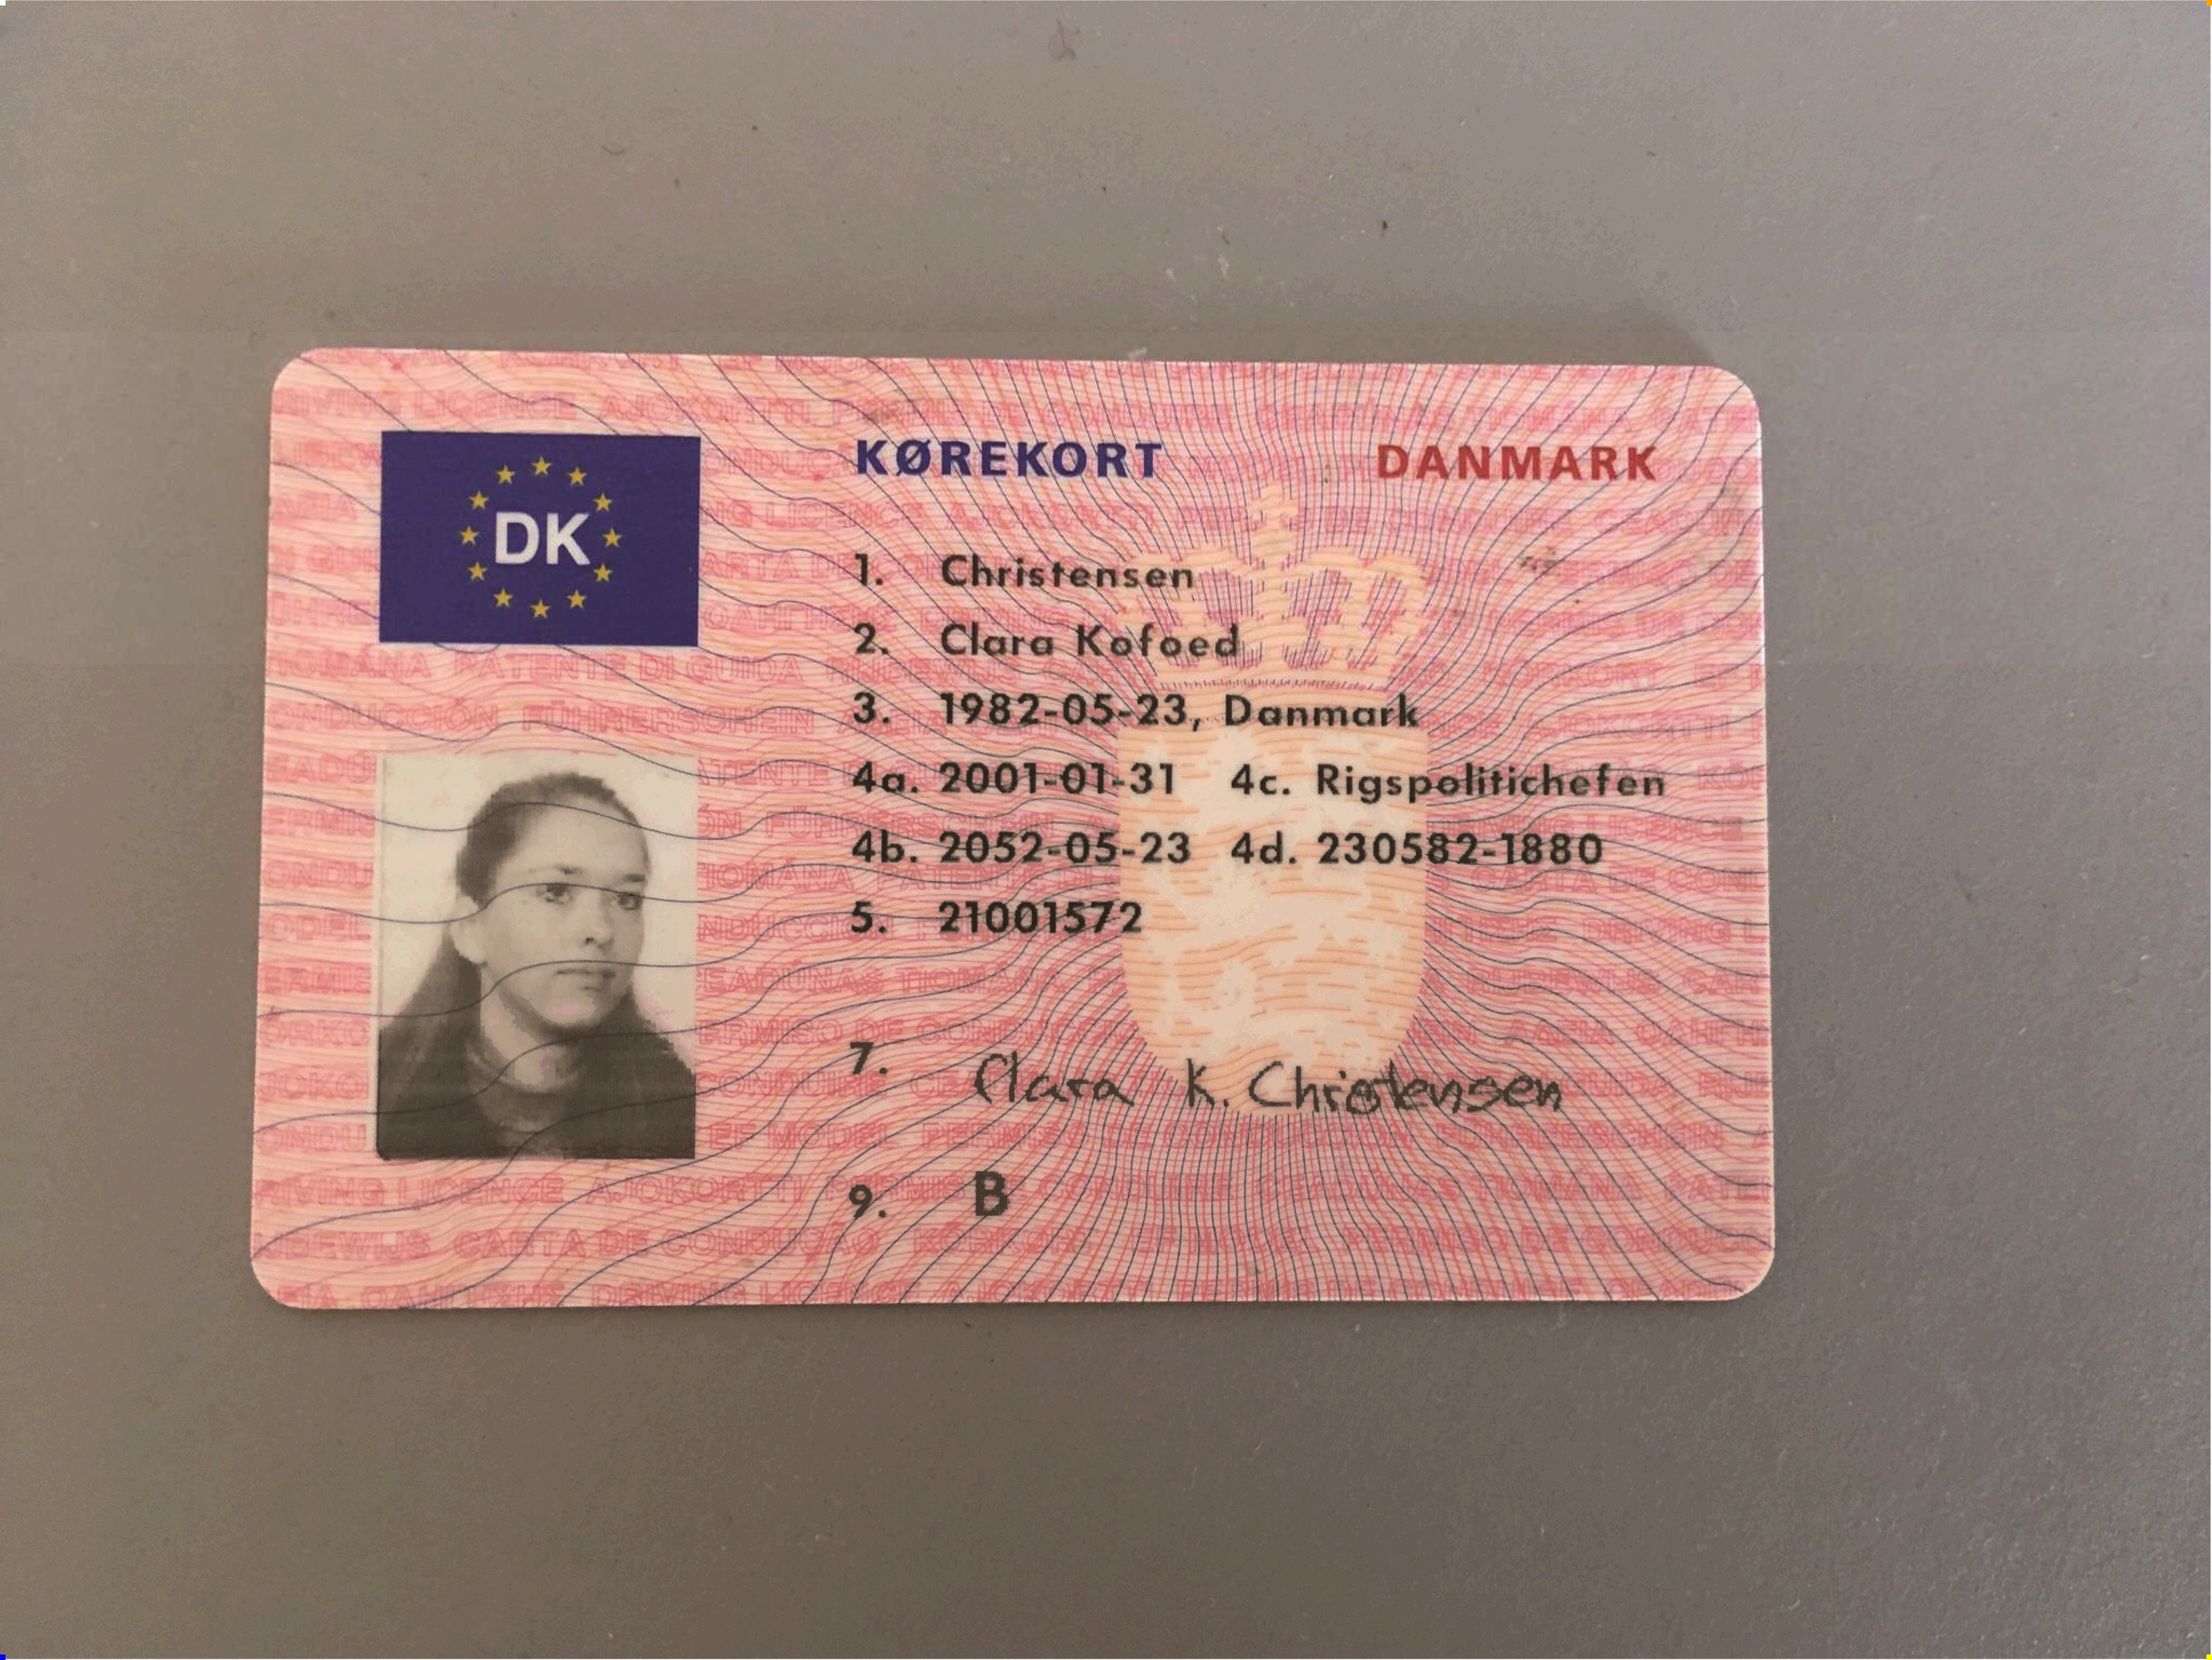 KØREKORT DANMARK
DK
1. Christensen
2. Clara Kofoed
3. 1982-05-23, Danmark
4a. 2001-01-31 4c. Rigspolitichefen
4b. 2052-05-23 4d. 230582-1880
5. 21001572
7. Clara K. Christensen
9. B